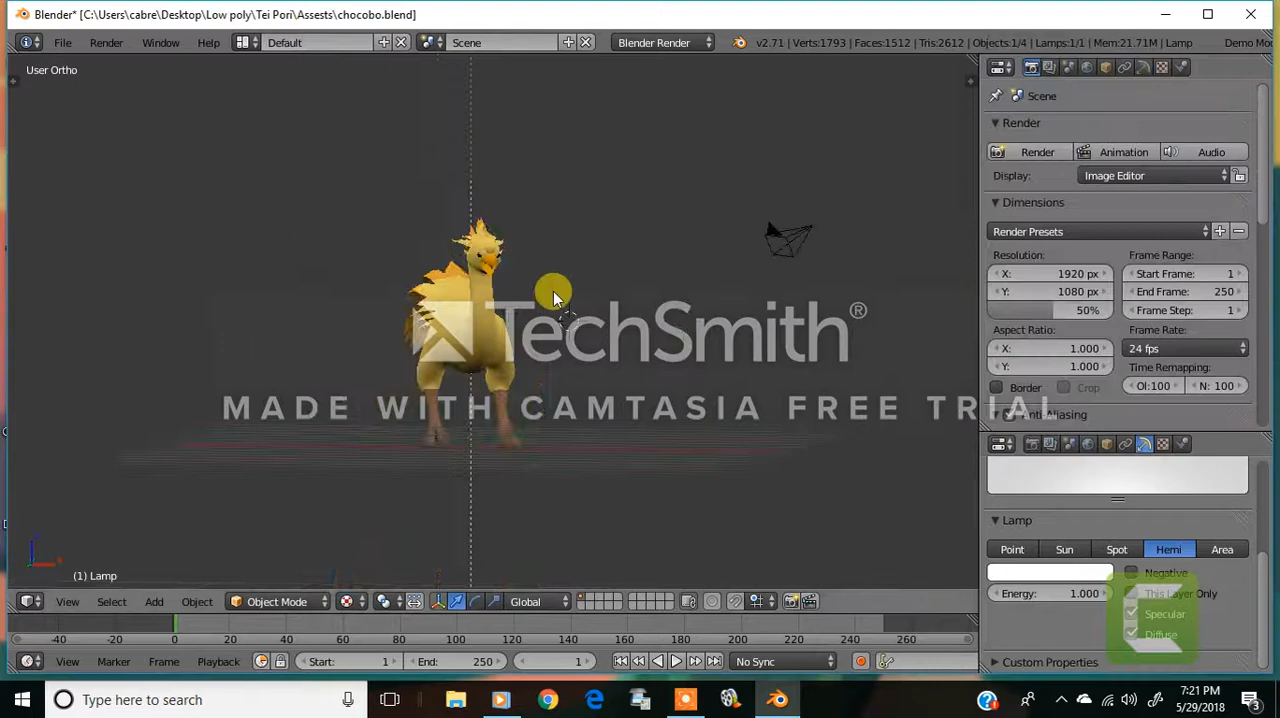 Blender* [C:\Users\cabre\Desktop\Low poly\Tei Pori\Assests\chocobo.blend]
File Render Window Help Default Scene Blender Render v2.71 | Verts:1793 | Faces:1512 | Tris:2612 | Objects:1/4 | Lamps:1/1 | Mem:21.71M | Lamp Demo
User Ortho
Scene
Render
Render Animation Audio
Display: Image Editor
Dimensions
Render Presets
Resolution: Frame Range:
X: 1920 px Start Frame: 1
Y: 1080 px End Frame: 250
50% Frame Step: 1
Aspect Ratio: Frame Rate:
X: 1.000 24 fps
Y: 1.000 Time Remapping:
Border Crop Ol:100 N: 100
Anti-Aliasing
TechSmith®
MADE WITH CAMTASIA FREE TRIAL
Lamp
Point Sun Spot Hemi Area
Negative
Energy: 1.000 This Layer Only
Specular
Diffuse
Custom Properties
(1) Lamp
View Select Add Object Object Mode Global
-40 -20 0 20 40 60 80 100 120 140 160 180 200 220 240 260
View Marker Frame Playback Start: 1 End: 250 1 No Sync
Type here to search
7:21 PM
5/29/2018
3